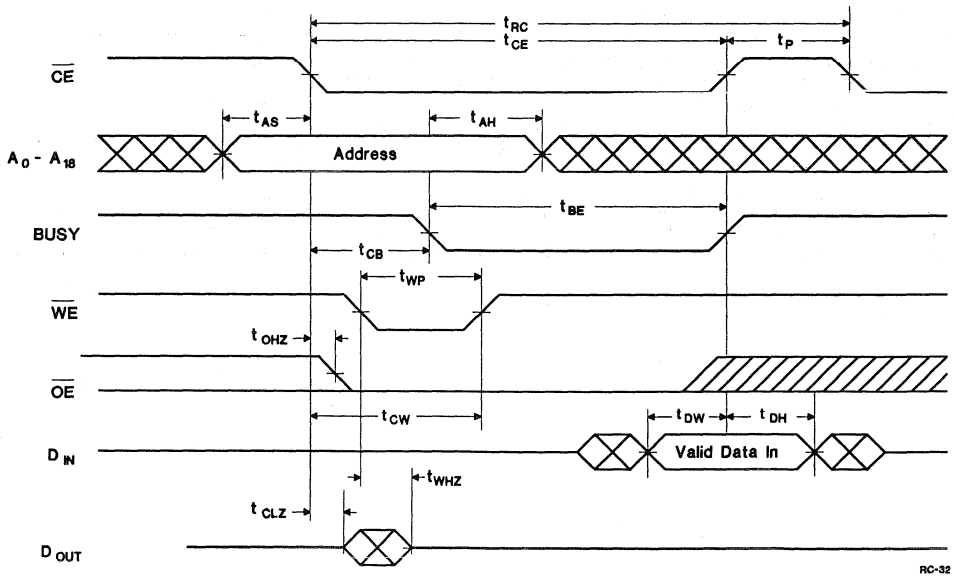 tRC
tCE
tP
CE
tAS
tAH
A0 - A18
Address
BUSY
tBE
tCB
tWP
WE
tOHZ
OE
tCW
tDW
tDH
DIN
Valid Data In
tWHZ
tCLZ
DOUT
RC-32